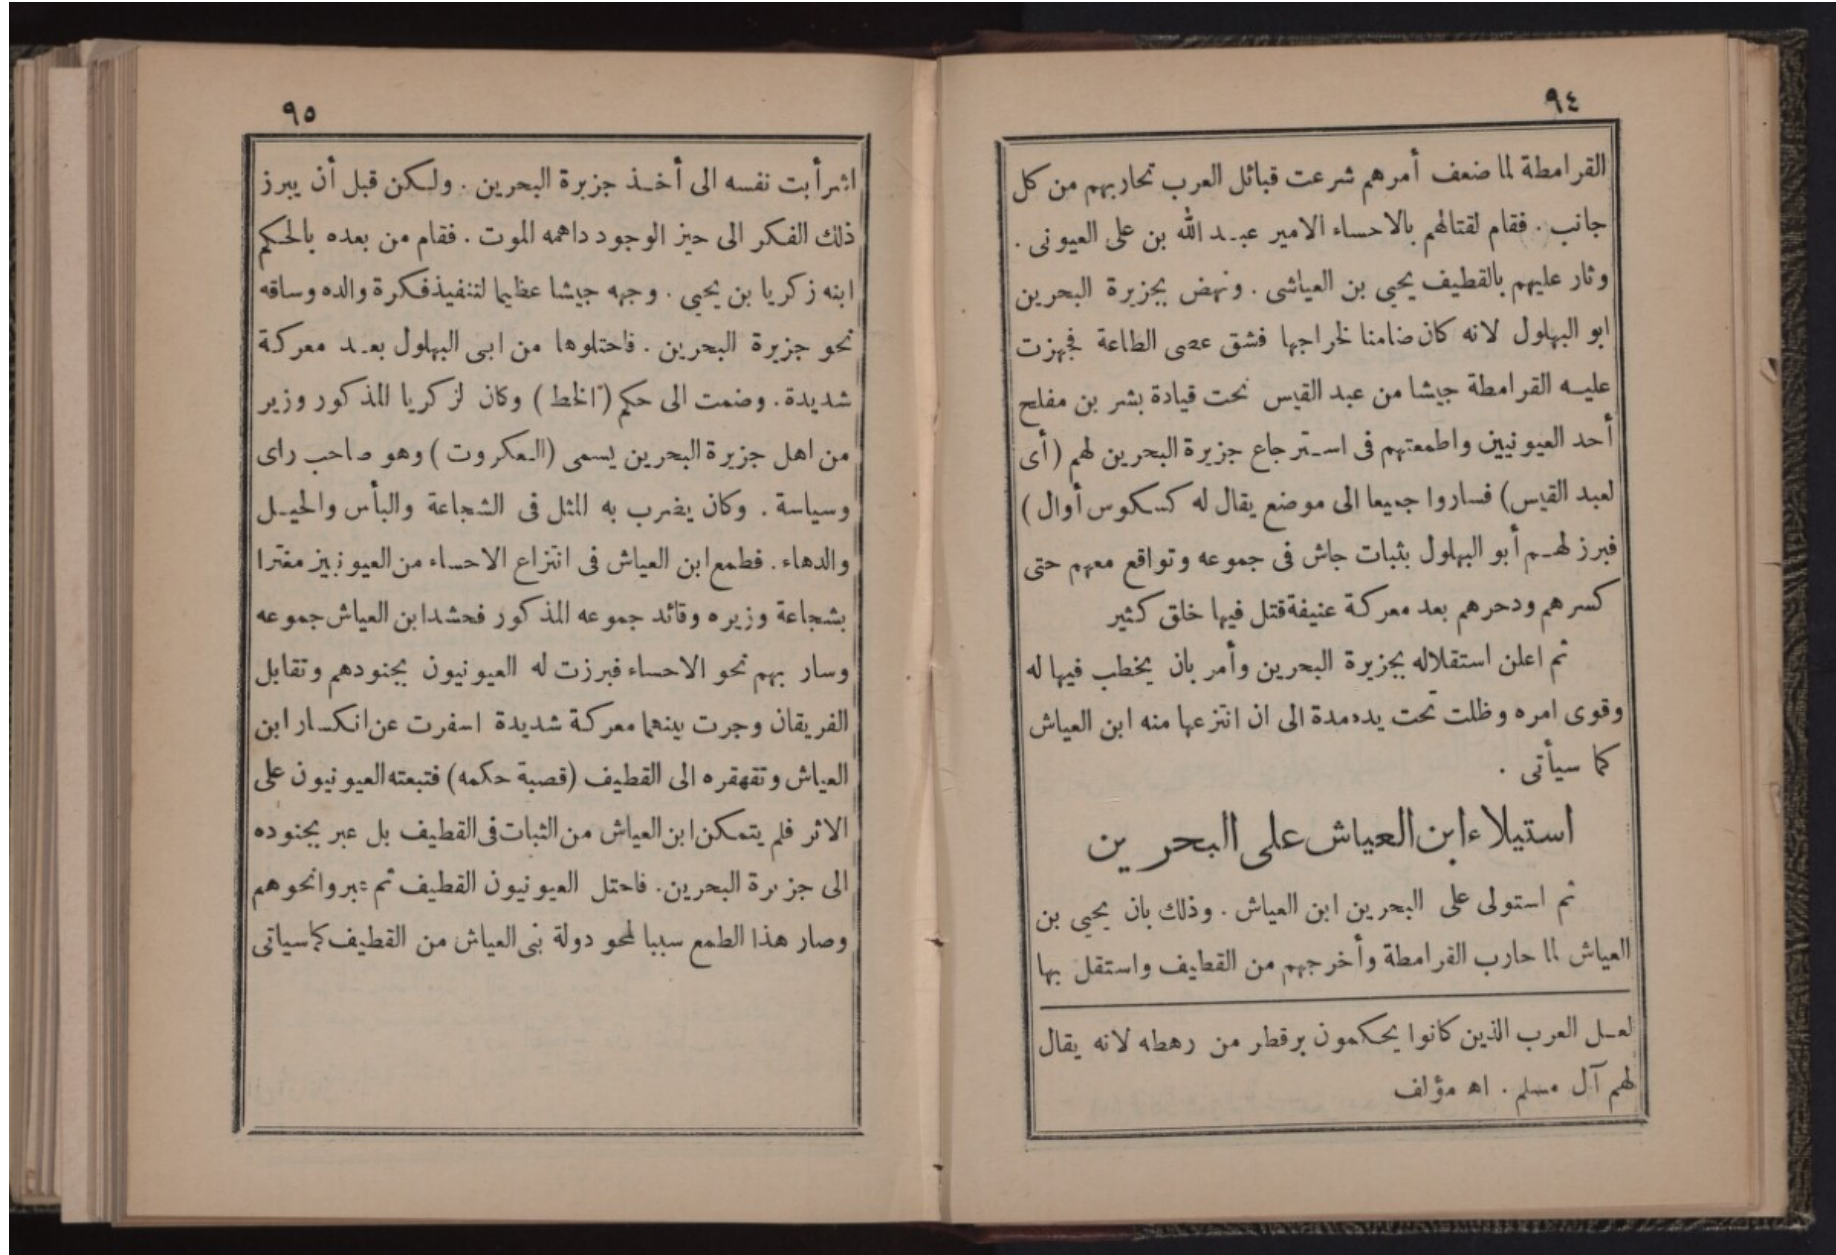 ٩٤
القرامطة لما ضعف أمرهم شرعت قبائل العرب تحاربهم من كل
جانب . فقام لقتالهم بالاحساء الامير عبد الله بن على العيونى .
وثار عليهم بالقطيف يحيى بن العياشى . ونهض بجزيرة البحرين
ابو البهلول لانه كان ضامنا لخراجها فشق عصى الطاعة فجهزت
عليه القرامطة جيشا من عبد القيس تحت قيادة بشر بن مفلح
أحد العيونيين واطمعتهم فى استرجاع جزيرة البحرين لهم (أى
لعبد القيس) فساروا جميعا الى موضع يقال له كسكوس أوال )
فبرز لهم أبو البهلول بثبات جاش فى جموعه وتواقع معهم حتى
كسرهم ودحرهم بعد معركة عنيفة قتل فيها خلق كثير
ثم اعلن استقلاله بجزيرة البحرين وأمر بان يخطب فيها له
وقوى امره وظلت تحت يده مدة الى ان انتزعها منه ابن العياش
كما سيأتى .
استيلاء ابن العياش على البحرين
ثم استولى على البحرين ابن العياش . وذلك بان يحيى بن
العياش لما حارب القرامطة وأخرجهم من القطيف واستقل بها
لعل العرب الذين كانوا يحكمون بر قطر من رهطه لانه يقال
لهم آل مسلم . اه مؤلف
٩٥
اشرأبت نفسه الى أخذ جزيرة البحرين . ولكن قبل أن يبرز
ذلك الفكر الى حيز الوجود داهمه الموت . فقام من بعده بالحكم
ابنه زكريا بن يحيى . وجهه جيشا عظيما لتنفيذ فكرة والده وساقه
نحو جزيرة البحرين . فاحتلوها من ابى البهلول بعد معركة
شديدة . وضمت الى حكم (الخط) وكان لزكريا المذكور وزير
من اهل جزيرة البحرين يسمى (العكروت) وهو صاحب راى
وسياسة . وكان يضرب به المثل فى الشجاعة والبأس والحيل
والدهاء . فطمع ابن العياش فى انتزاع الاحساء من العيونيين مغترا
بشجاعة وزيره وقائد جموعه المذكور فحشد ابن العياش جموعه
وسار بهم نحو الاحساء فبرزت له العيونيون بجنودهم وتقابل
الفريقان وجرت بينهما معركة شديدة اسفرت عن انكسار ابن
العياش وتقهقره الى القطيف (قصبة حكمه) فتبعته العيونيون على
الاثر فلم يتمكن ابن العياش من الثبات فى القطيف بل عبر بجنوده
الى جزيرة البحرين . فاحتل العيونيون القطيف ثم عبروا نحوهم
وصار هذا الطمع سببا لمحو دولة بنى العياش من القطيف كما سياتى